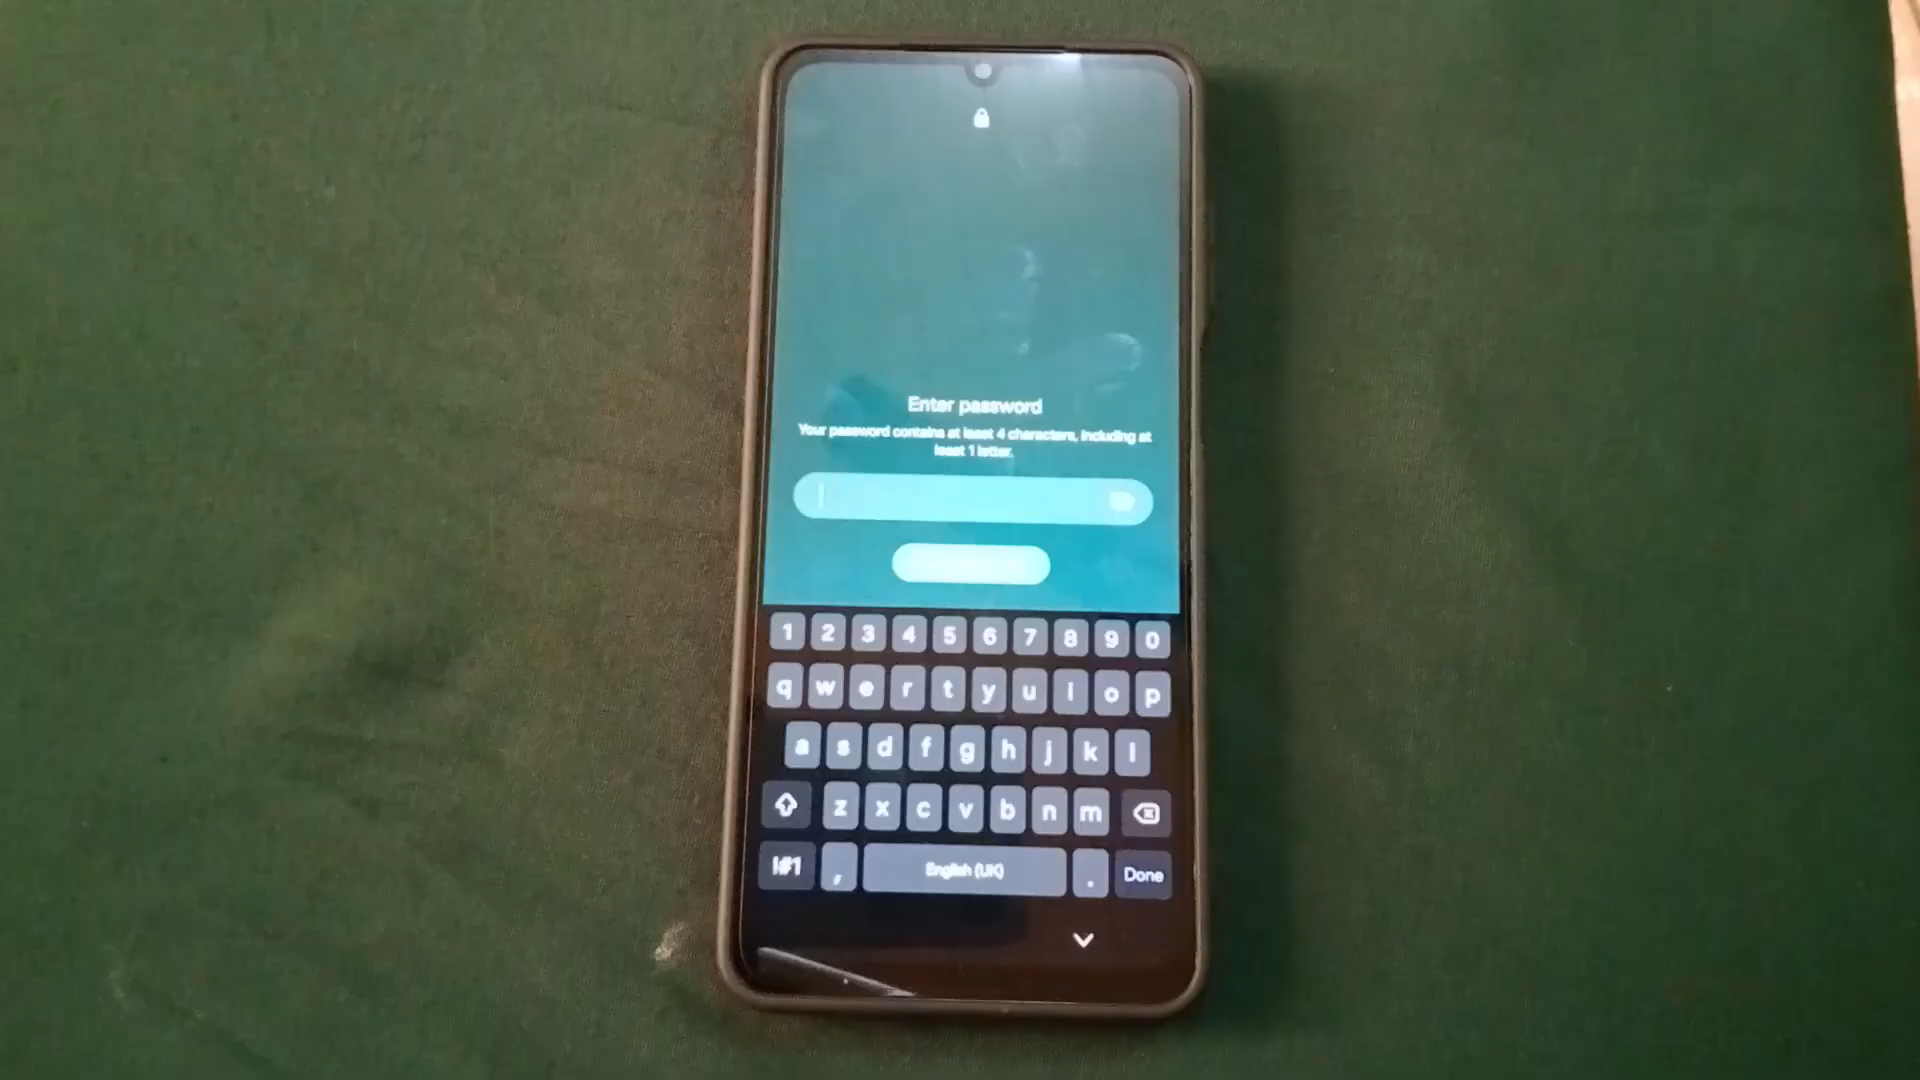 Enter password
Your password contains at least 4 characters, including at
least 1 letter.
1 2 3 4 5 6 7 8 9 0
q w e r t y u i o p
a s d f g h j k l
z x c v b n m
!#1 , English (UK) . Done